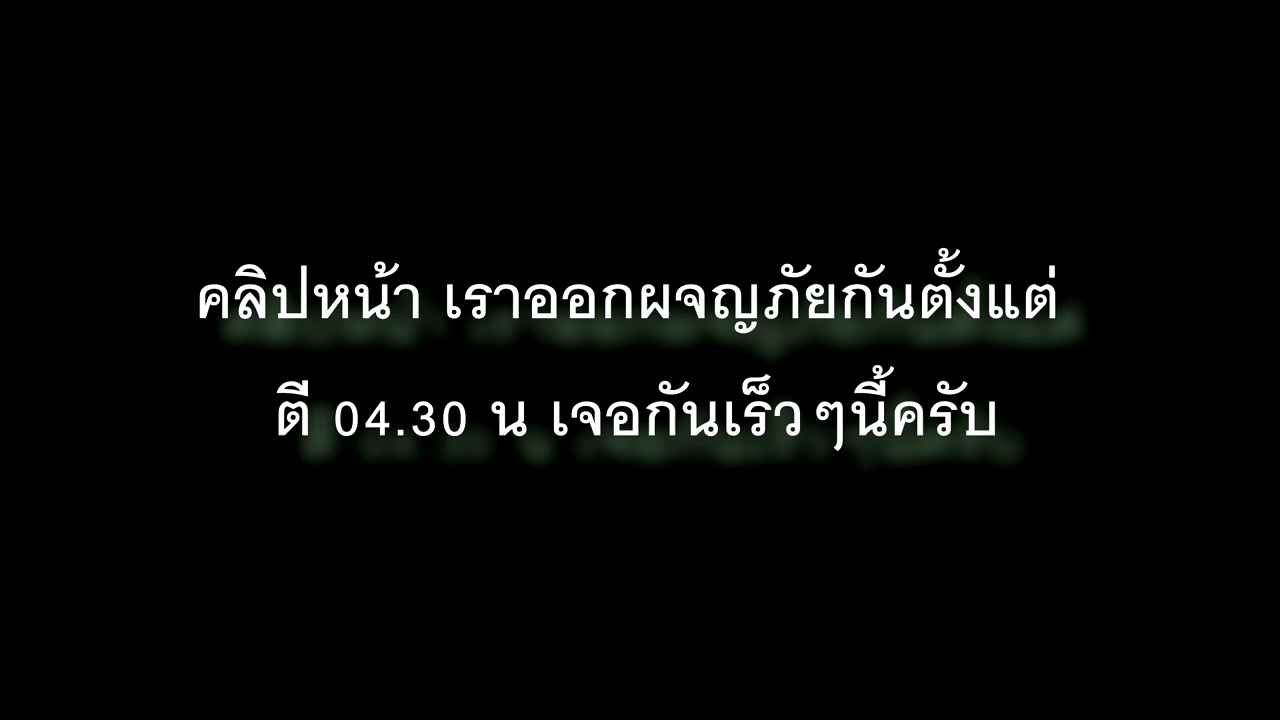 คลิปหน้า เราออกผจญภัยกันตั้งแต่
ตี 04.30 น เจอกันเร็วๆนี้ครับ